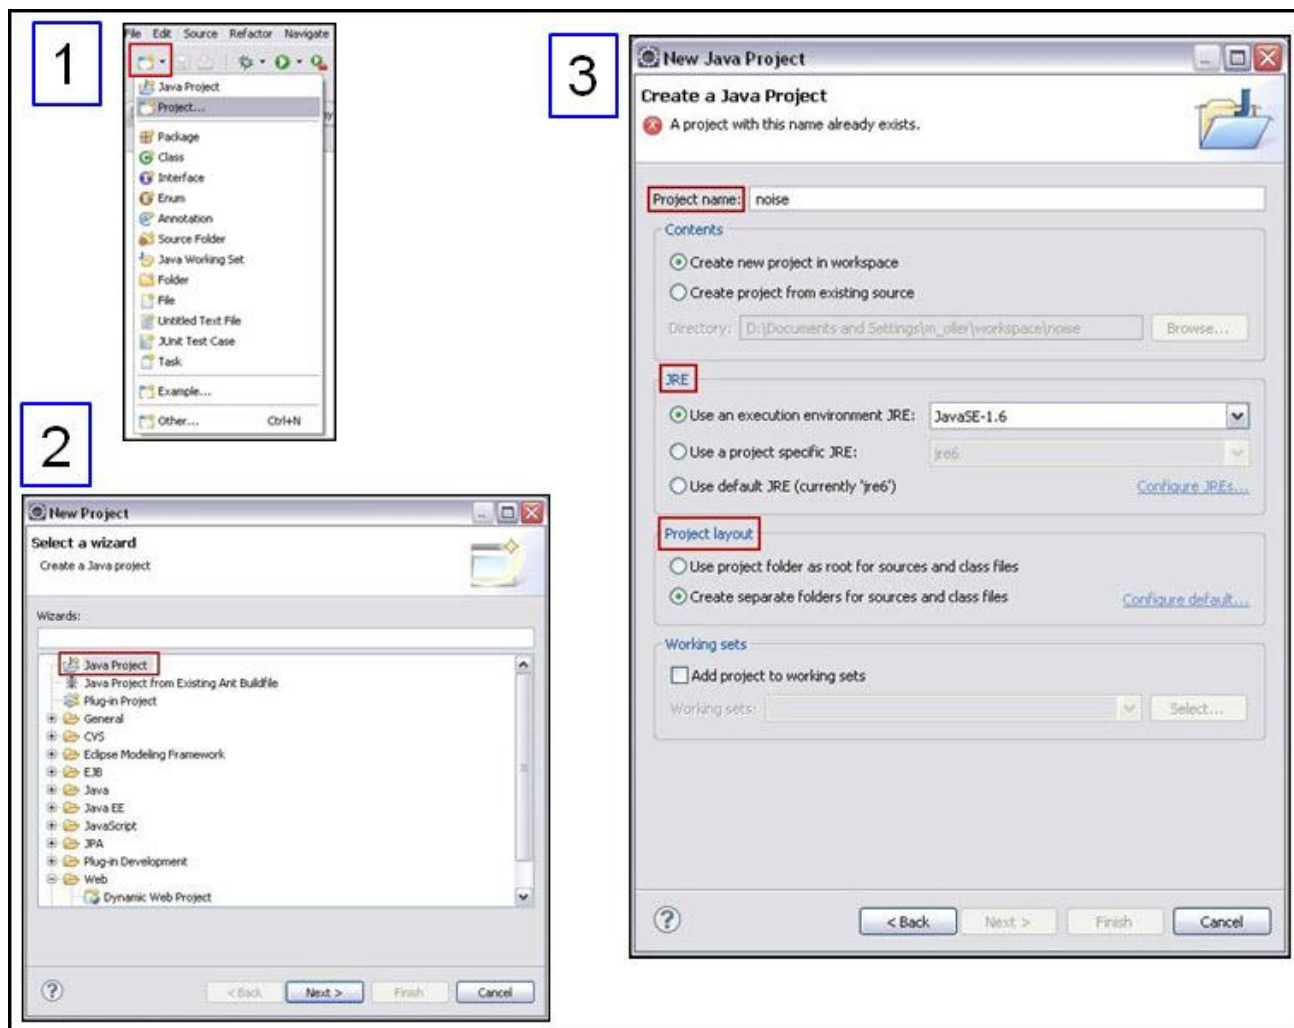 1
File Edit Source Refactor Navigate
Java Project
Project...
Package
Class
Interface
Enum
Annotation
Source Folder
Java Working Set
Folder
File
Untitled Text File
JUnit Test Case
Task
Example...
Other... Ctrl+N
2
New Project
Select a wizard
Create a Java project
Wizards:
Java Project
Java Project from Existing Ant Buildfile
Plug-in Project
General
CVS
Eclipse Modeling Framework
EJB
Java
Java EE
JavaScript
JPA
Plug-in Development
Web
Dynamic Web Project
< Back Next > Finish Cancel
3
New Java Project
Create a Java Project
A project with this name already exists.
Project name: noise
Contents
Create new project in workspace
Create project from existing source
Directory: D:\Documents and Settings\m_oller\workspace\noise Browse...
JRE
Use an execution environment JRE: JavaSE-1.6
Use a project specific JRE: jre6
Use default JRE (currently 'jre6') Configure JREs...
Project layout
Use project folder as root for sources and class files
Create separate folders for sources and class files Configure default...
Working sets
Add project to working sets
Working sets: Select...
< Back Next > Finish Cancel